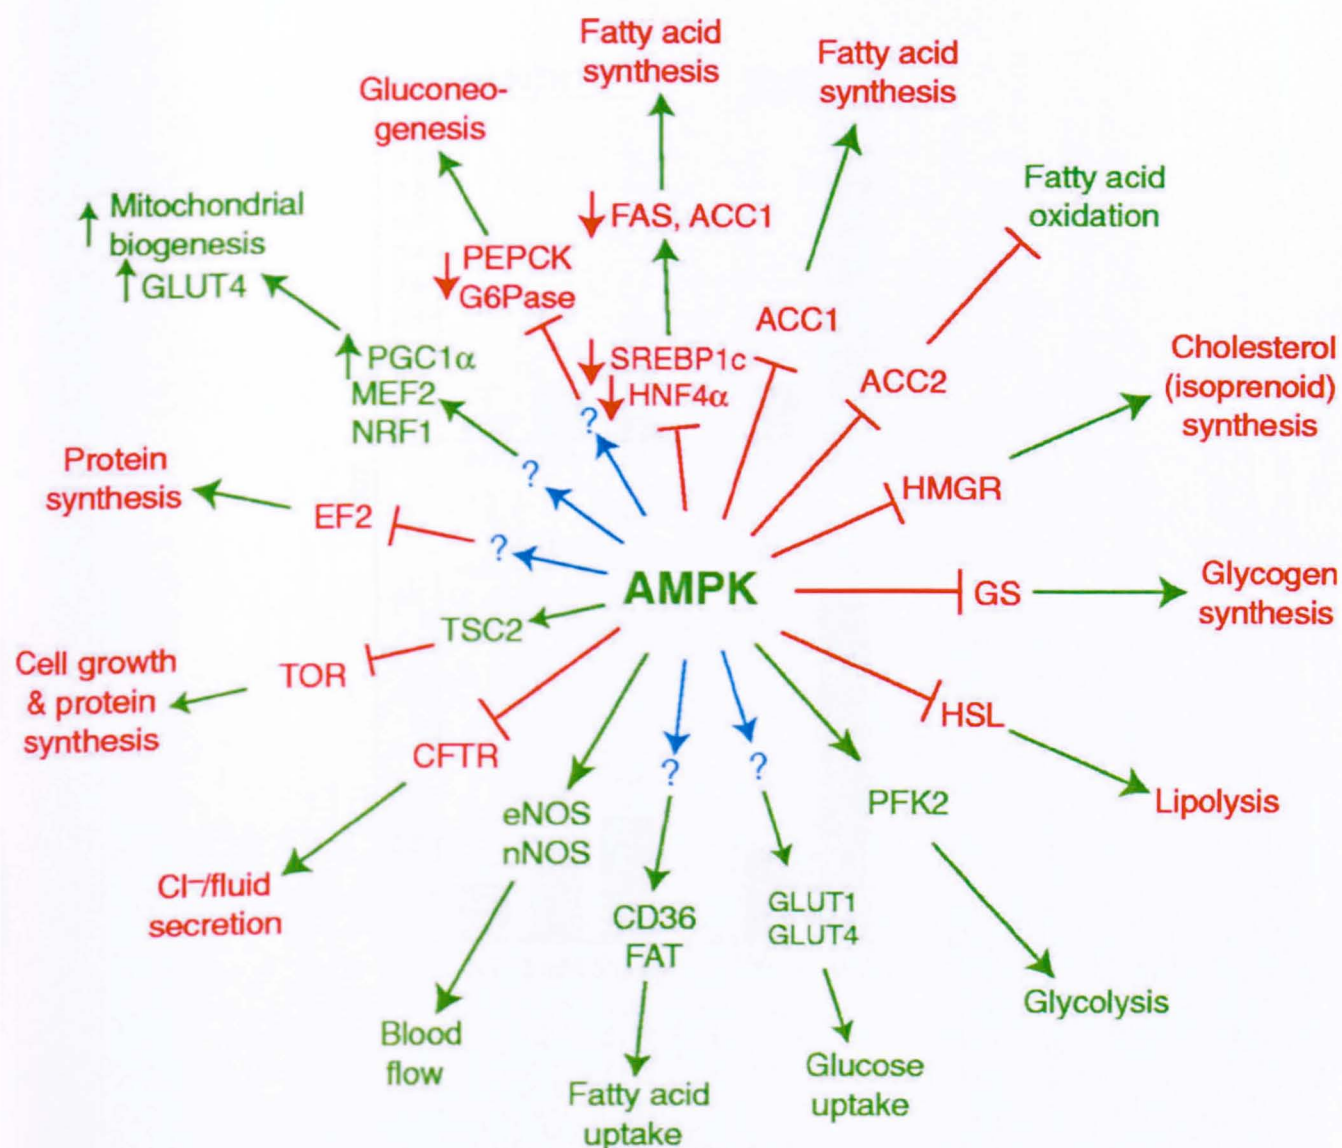 Fatty acid
synthesis
Fatty acid
synthesis
Gluconeo-
genesis
Fatty acid
oxidation
↑ Mitochondrial
biogenesis
↑ GLUT4
↓ FAS, ACC1
↓ PEPCK
G6Pase
ACC1
↑ PGC1α
MEF2
NRF1
↓ SREBP1c
↓ HNF4α
ACC2
Cholesterol
(isoprenoid)
synthesis
?
?
Protein
synthesis
EF2
?
HMGR
AMPK
GS
Glycogen
synthesis
TSC2
TOR
Cell growth
& protein
synthesis
CFTR
HSL
Lipolysis
?
?
PFK2
eNOS
nNOS
Cl–/fluid
secretion
CD36
FAT
GLUT1
GLUT4
Glycolysis
Blood
flow
Fatty acid
uptake
Glucose
uptake